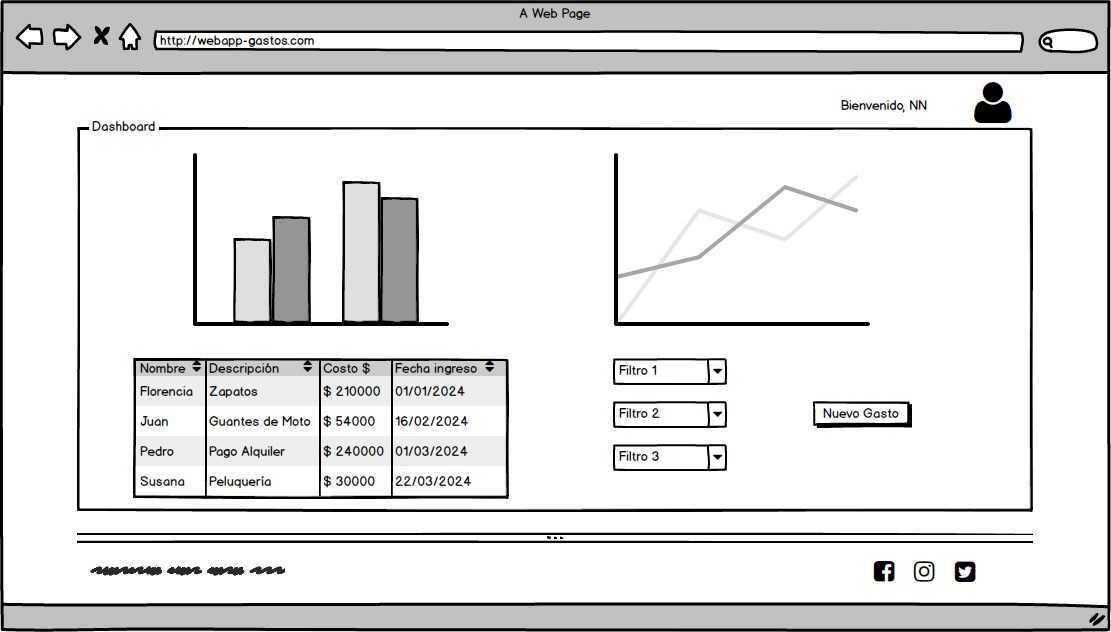 A Web Page
http://webapp-gastos.com
Bienvenido, NN
Dashboard
Nombre Descripción Costo $ Fecha ingreso
Florencia Zapatos $ 210000 01/01/2024
Juan Guantes de Moto $ 54000 16/02/2024
Pedro Pago Alquiler $ 240000 01/03/2024
Susana Peluquería $ 30000 22/03/2024
Filtro 1
Filtro 2
Nuevo Gasto
Filtro 3